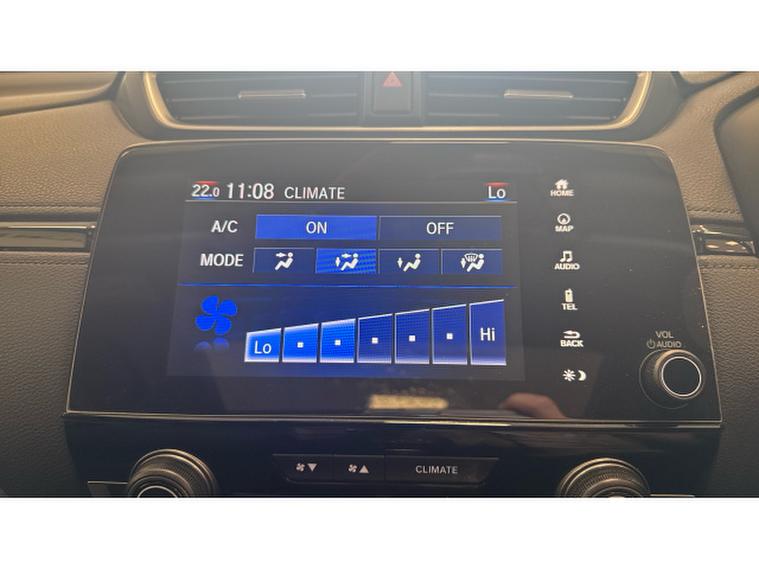 22.0 11:08 CLIMATE Lo
A/C ON OFF
MODE
Lo Hi
HOME
MAP
AUDIO
TEL
BACK
VOL
AUDIO
CLIMATE